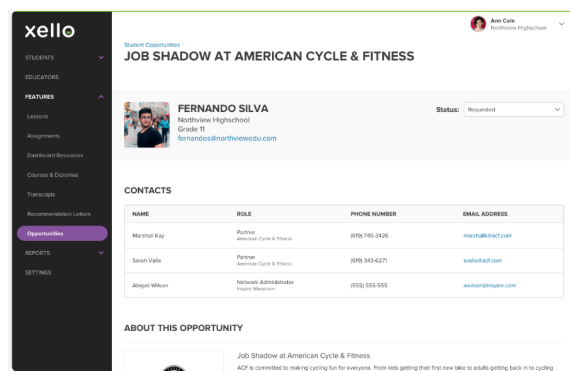 xello
Ann Cole
Northview Highschool
STUDENTS
EDUCATORS
FEATURES
Lessons
Assignments
Dashboard Resources
Courses & Diplomas
Transcripts
Recommendation Letters
Opportunities
REPORTS
SETTINGS
Student Opportunities
JOB SHADOW AT AMERICAN CYCLE & FITNESS
FERNANDO SILVA
Northview Highschool
Grade 11
fernandos@northviewedu.com
Status: Requested
CONTACTS
NAME ROLE PHONE NUMBER EMAIL ADDRESS
Marshall Kay Partner (619) 745-3426 marshallk@acf.com
American Cycle & Fitness
Sarah Valle Partner (619) 343-6271 svalle@acf.com
American Cycle & Fitness
Abigail Wilson Network Administrator (555) 555-555 awilson@inspire.com
Inspire Wisconsin
ABOUT THIS OPPORTUNITY
Job Shadow at American Cycle & Fitness
ACF is committed to making cycling fun for everyone. From kids getting their first new bike to adults getting back in to cycling